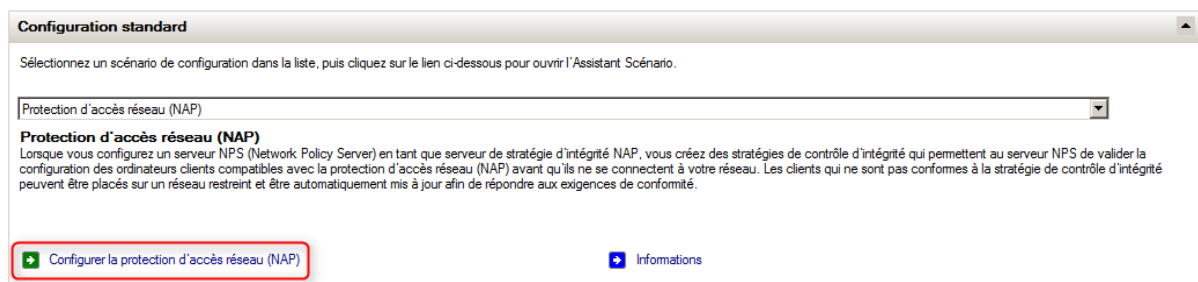 Configuration standard
Sélectionnez un scénario de configuration dans la liste, puis cliquez sur le lien ci-dessous pour ouvrir l'Assistant Scénario.
Protection d'accès réseau (NAP)
Protection d'accès réseau (NAP)
Lorsque vous configurez un serveur NPS (Network Policy Server) en tant que serveur de stratégie d'intégrité NAP, vous créez des stratégies de contrôle d'intégrité qui permettent au serveur NPS de valider la
configuration des ordinateurs clients compatibles avec la protection d'accès réseau (NAP) avant qu'ils ne se connectent à votre réseau. Les clients qui ne sont pas conformes à la stratégie de contrôle d'intégrité
peuvent être placés sur un réseau restreint et être automatiquement mis à jour afin de répondre aux exigences de conformité.
Configurer la protection d'accès réseau (NAP) Informations